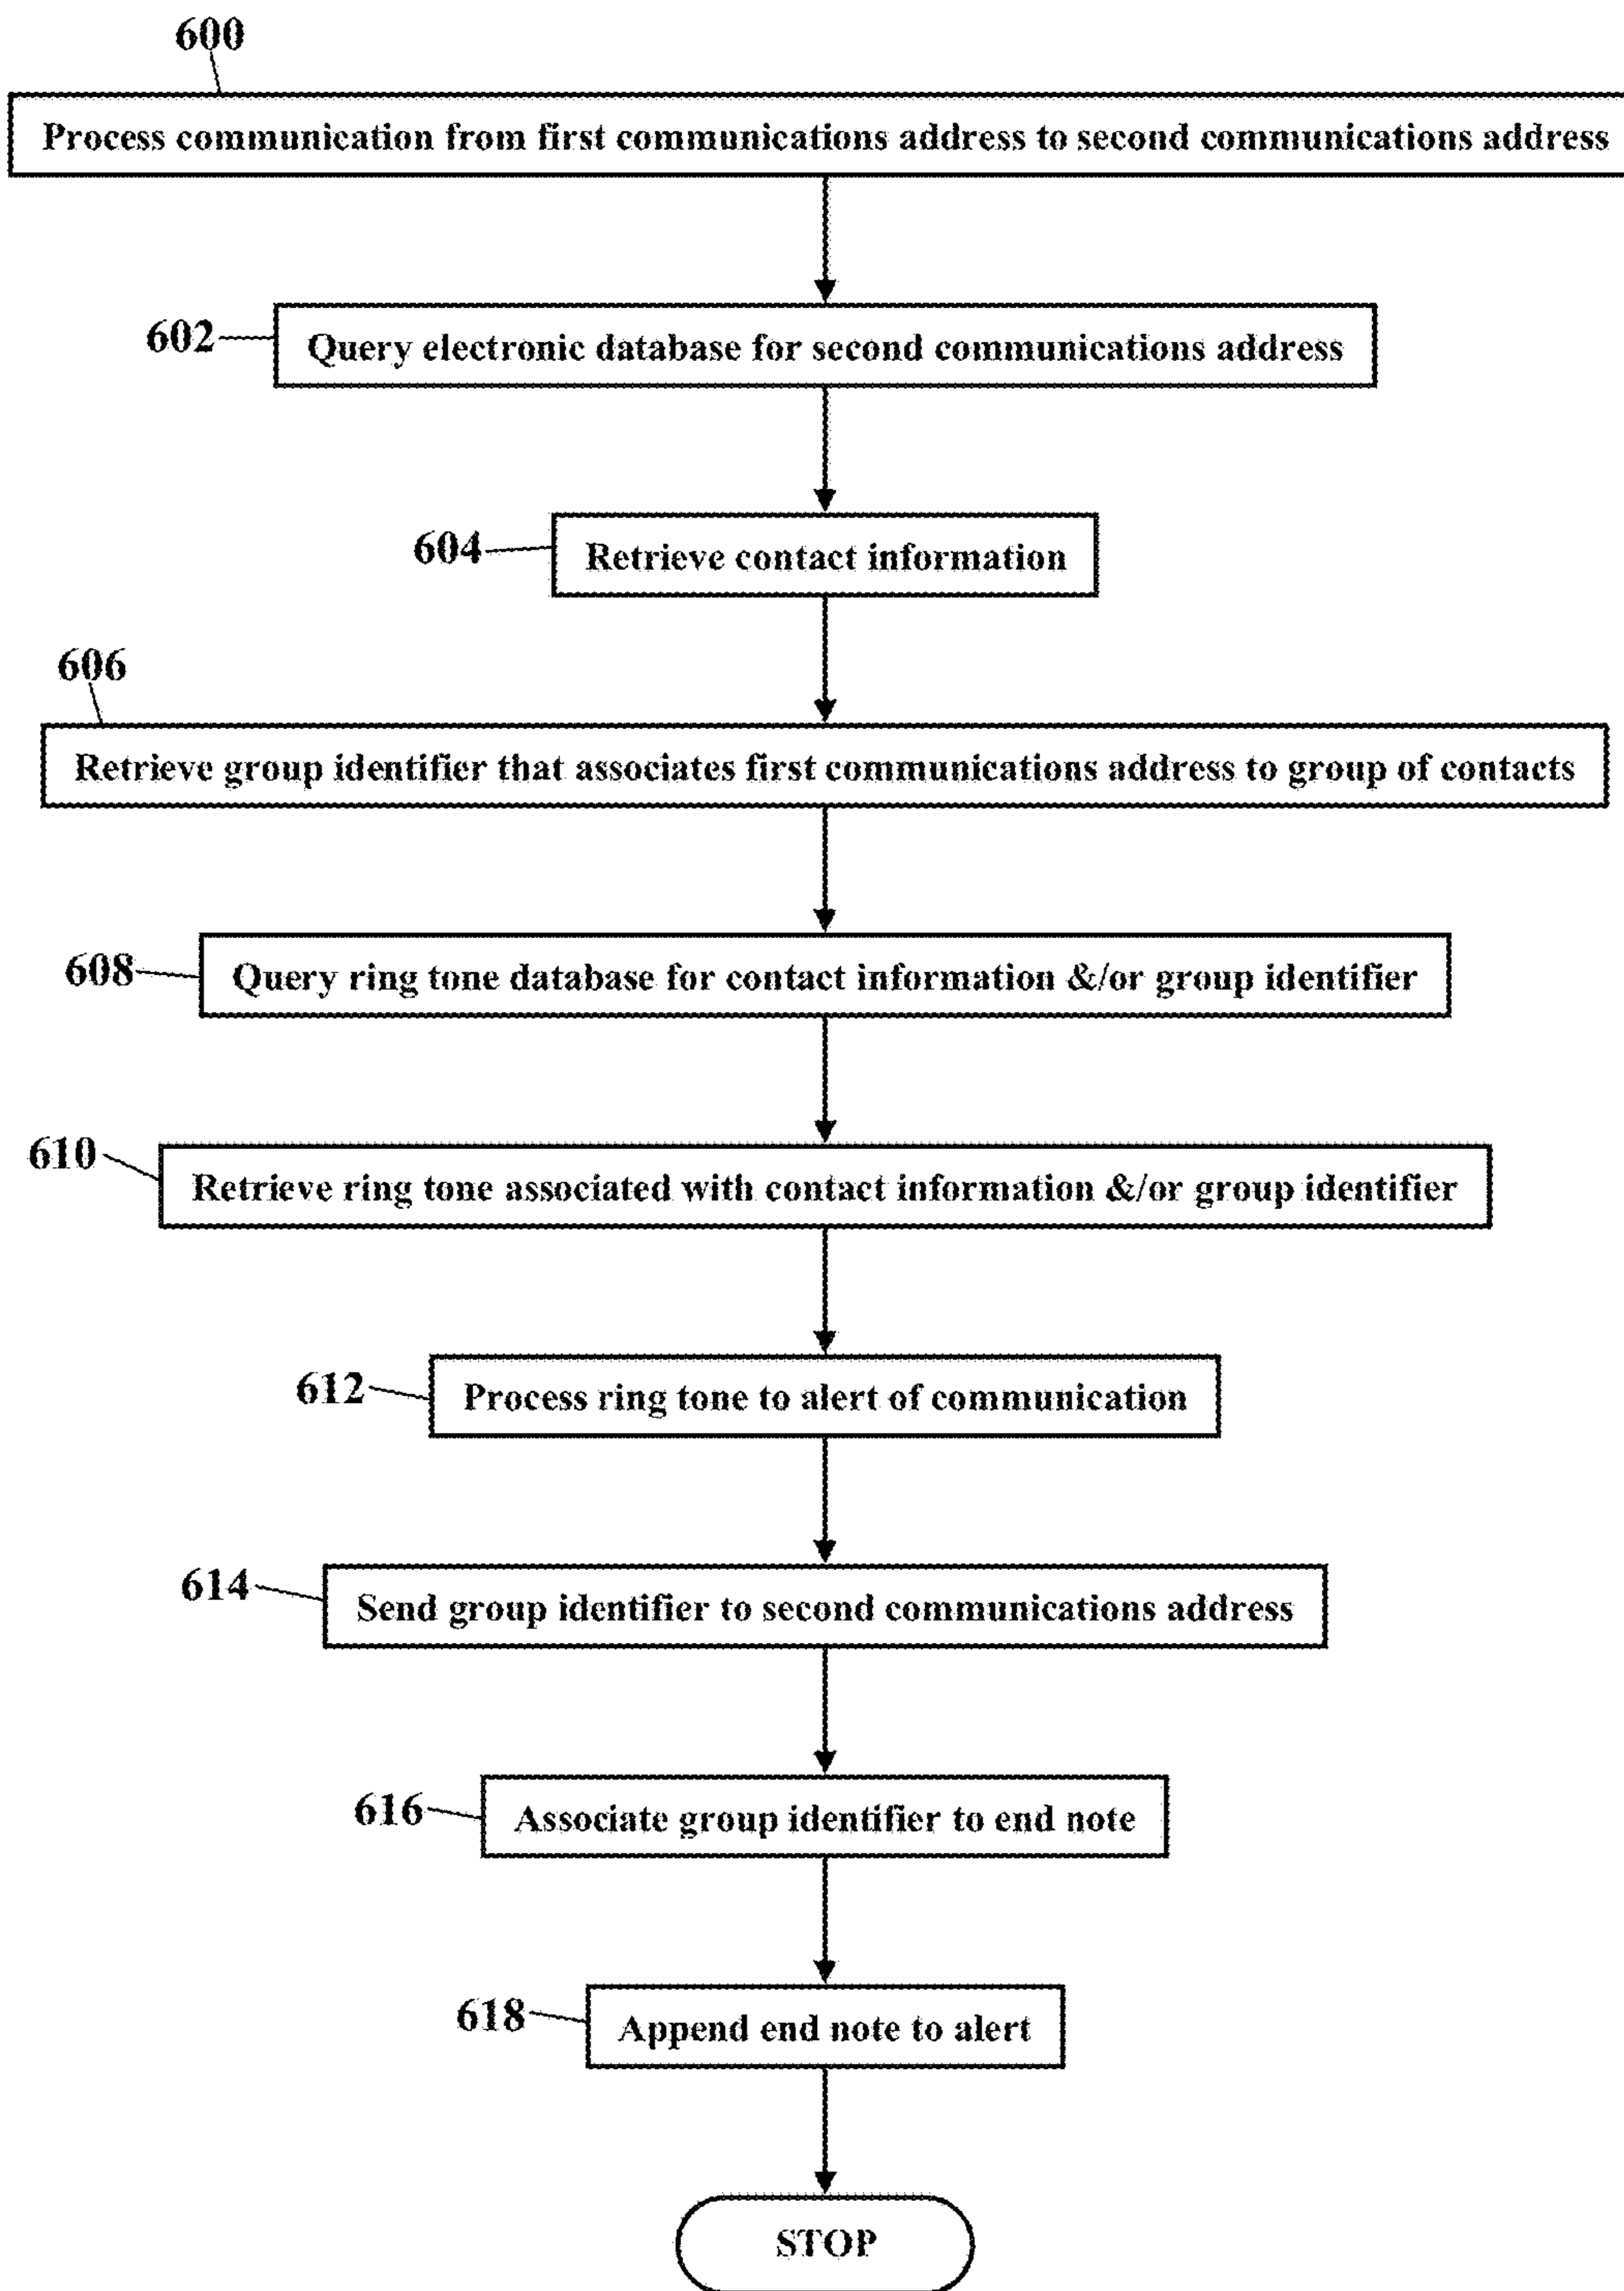 600
Process communication from first communications address to second communications address
602
Query electronic database for second communications address
604
Retrieve contact information
606
Retrieve group identifier that associates first communications address to group of contacts
608
Query ring tone database for contact information &/or group identifier
610
Retrieve ring tone associated with contact information &/or group identifier
612
Process ring tone to alert of communication
614
Send group identifier to second communications address
616
Associate group identifier to end note
618
Append end note to alert
STOP